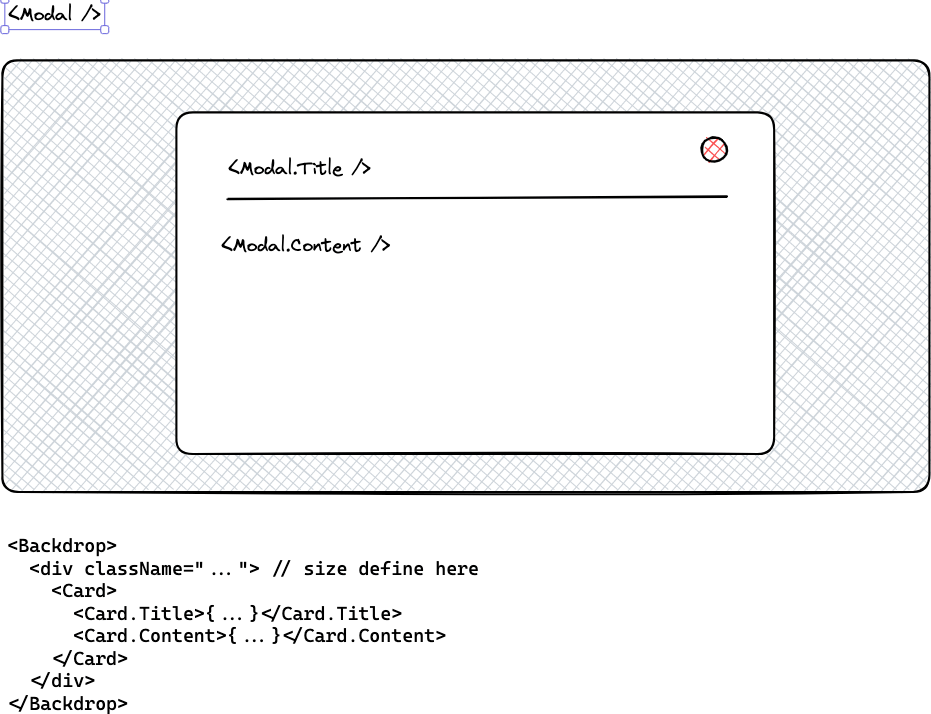 <Modal />
<Modal.Title />
<Modal.Content />
<Backdrop>
  <div className="..."> // size define here
    <Card>
      <Card.Title>{...}</Card.Title>
      <Card.Content>{...}</Card.Content>
    </Card>
  </div>
</Backdrop>